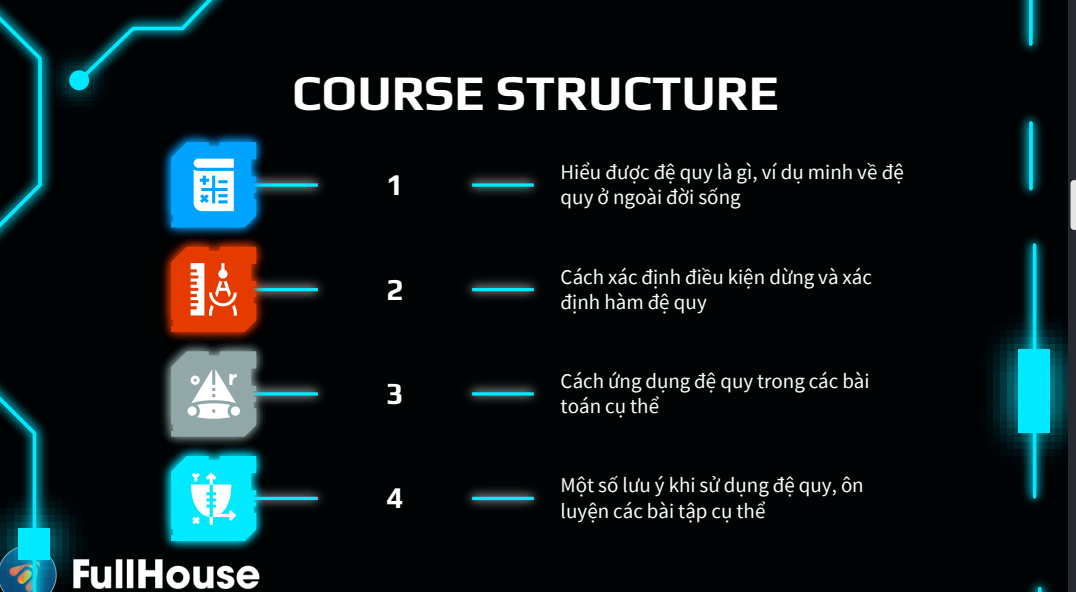 COURSE STRUCTURE
1
Hiểu được đệ quy là gì, ví dụ minh về đệ
quy ở ngoài đời sống
2
Cách xác định điều kiện dừng và xác
định hàm đệ quy
o r
3
Cách ứng dụng đệ quy trong các bài
toán cụ thể
Y
x
4
Một số lưu ý khi sử dụng đệ quy, ôn
luyện các bài tập cụ thể
FullHouse